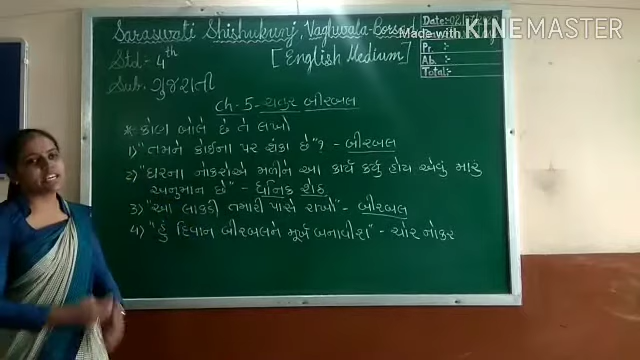 Saraswati Shishukunj, Vaghwala-Borsad
Date:-02/
Made with KINEMASTER
Pr. :
Ab. :
Total:-
Std:- 4th
[English Medium]
Sub. ગુજરાતી
Ch-5- ચતુર બીરબલ
* કોણ બોલે છે તે લખો
1) "તમને કોઈના પર શંકા છે"? - બીરબલ
2) "ઘરના નોકરોએ મળીને આ કાર્ય કર્યુ હોય એવું મારું
અનુમાન છે" - ધનિક શેઠ
3) "આ લાકડી તમારી પાસે રાખો" - બીરબલ
4) "હું દિવાન બીરબલને મૂર્ખ બનાવીશ" - ચોર નોકર